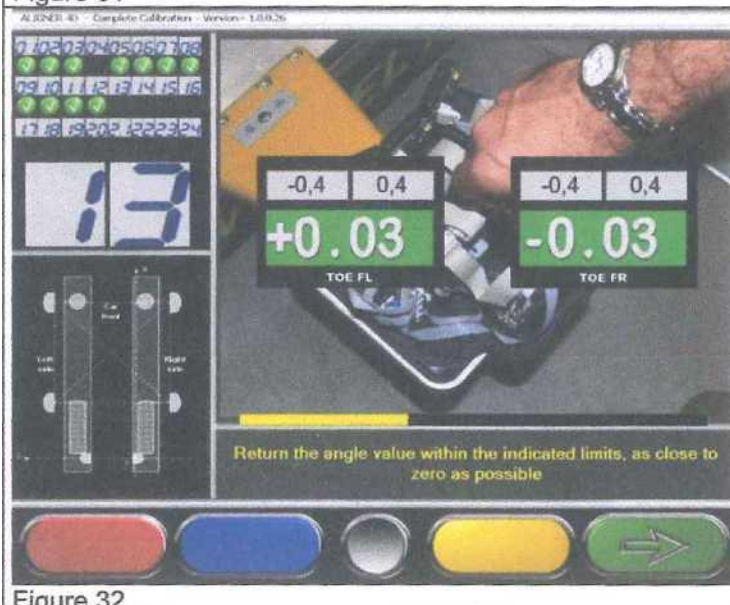 ALIGNER 4D - Complete Calibration - Version - 1.0.0.26
01 02 03 04 05 06 07 08
09 10 11 12 13 14 15 16
17 18 19 20 21 22 23 24
13
-0,4 0,4
+0.03
TOE FL
-0,4 0,4
-0.03
TOE FR
Car
front
Left
side
Right
side
Return the angle value within the indicated limits, as close to
zero as possible
Figure 32